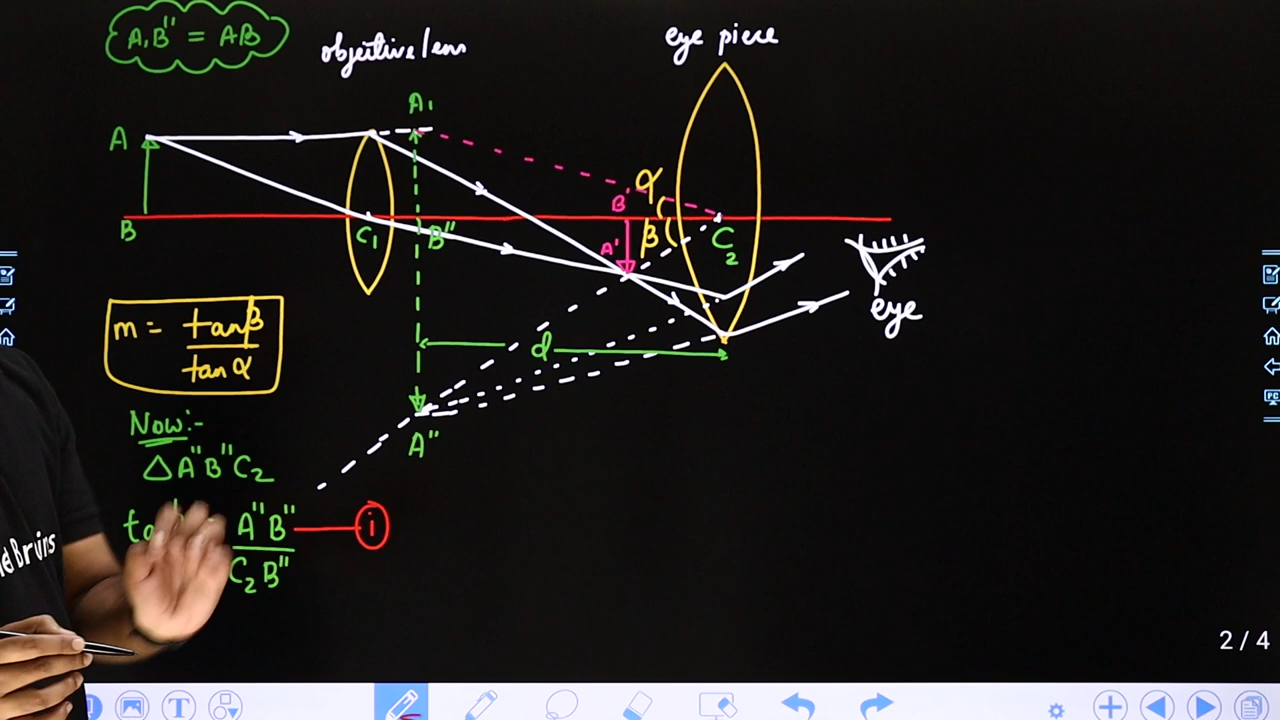 A₁B" = AB
objective lens
eye piece
A₁
A
α
B
B
C₁
B"
A'
β
C₂
eye
m = tanβ / tanα
d
Now:-
A"
△A"B"C₂
A"B" / C₂B"
i
2 / 4